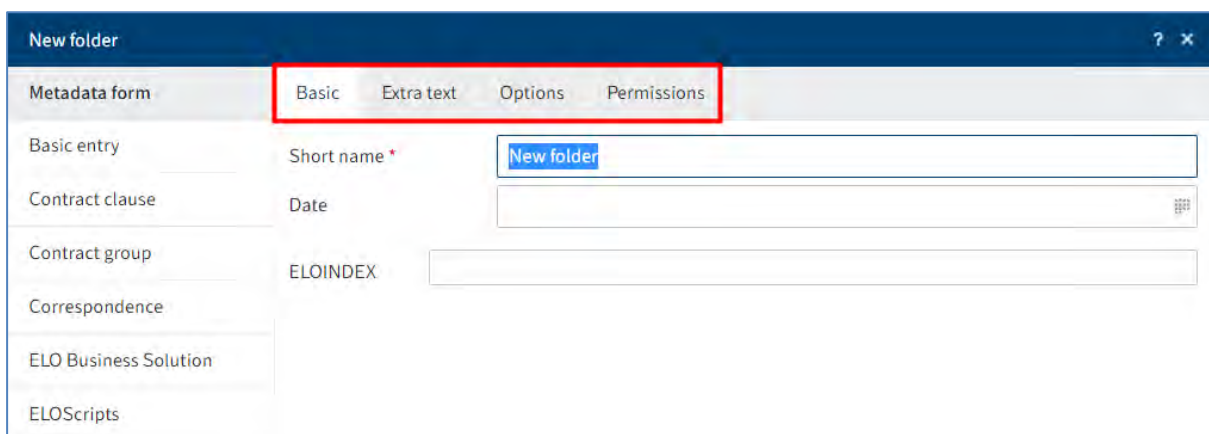 New folder ? ×
Metadata form
Basic Extra text Options Permissions
Basic entry
Contract clause
Contract group
Correspondence
ELO Business Solution
ELOScripts
Short name *
New folder
Date
ELOINDEX